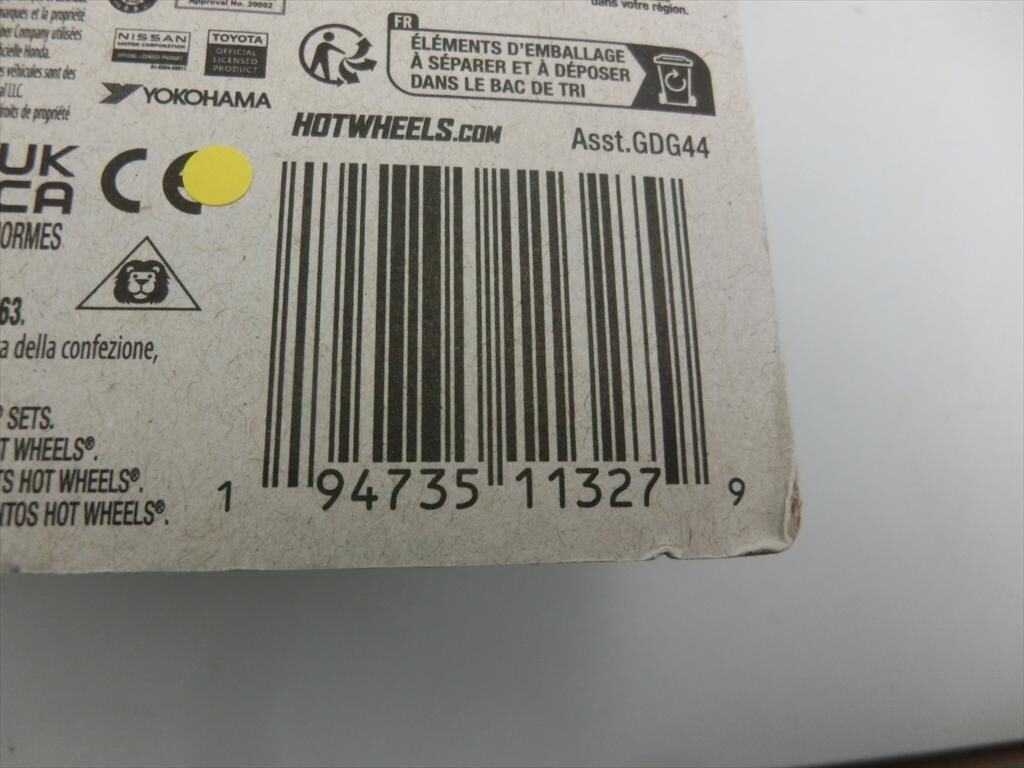 Approval No. 20002
dans votre région.
marques et la propriété
ber Company utilisées
icielle Honda.
s véhicules sont des
al LLC.
roits de propriété
NISSAN
MOTOR CORPORATION
TOYOTA
OFFICIAL
LICENSED
PRODUCT
YOKOHAMA
FR
ÉLÉMENTS D'EMBALLAGE
À SÉPARER ET À DÉPOSER
DANS LE BAC DE TRI
HOTWHEELS.COM
Asst.GDG44
UK
CA
CE
ORMES
63.
a della confezione,
® SETS.
T WHEELS®.
TS HOT WHEELS®.
NTOS HOT WHEELS®.
1 94735 11327 9